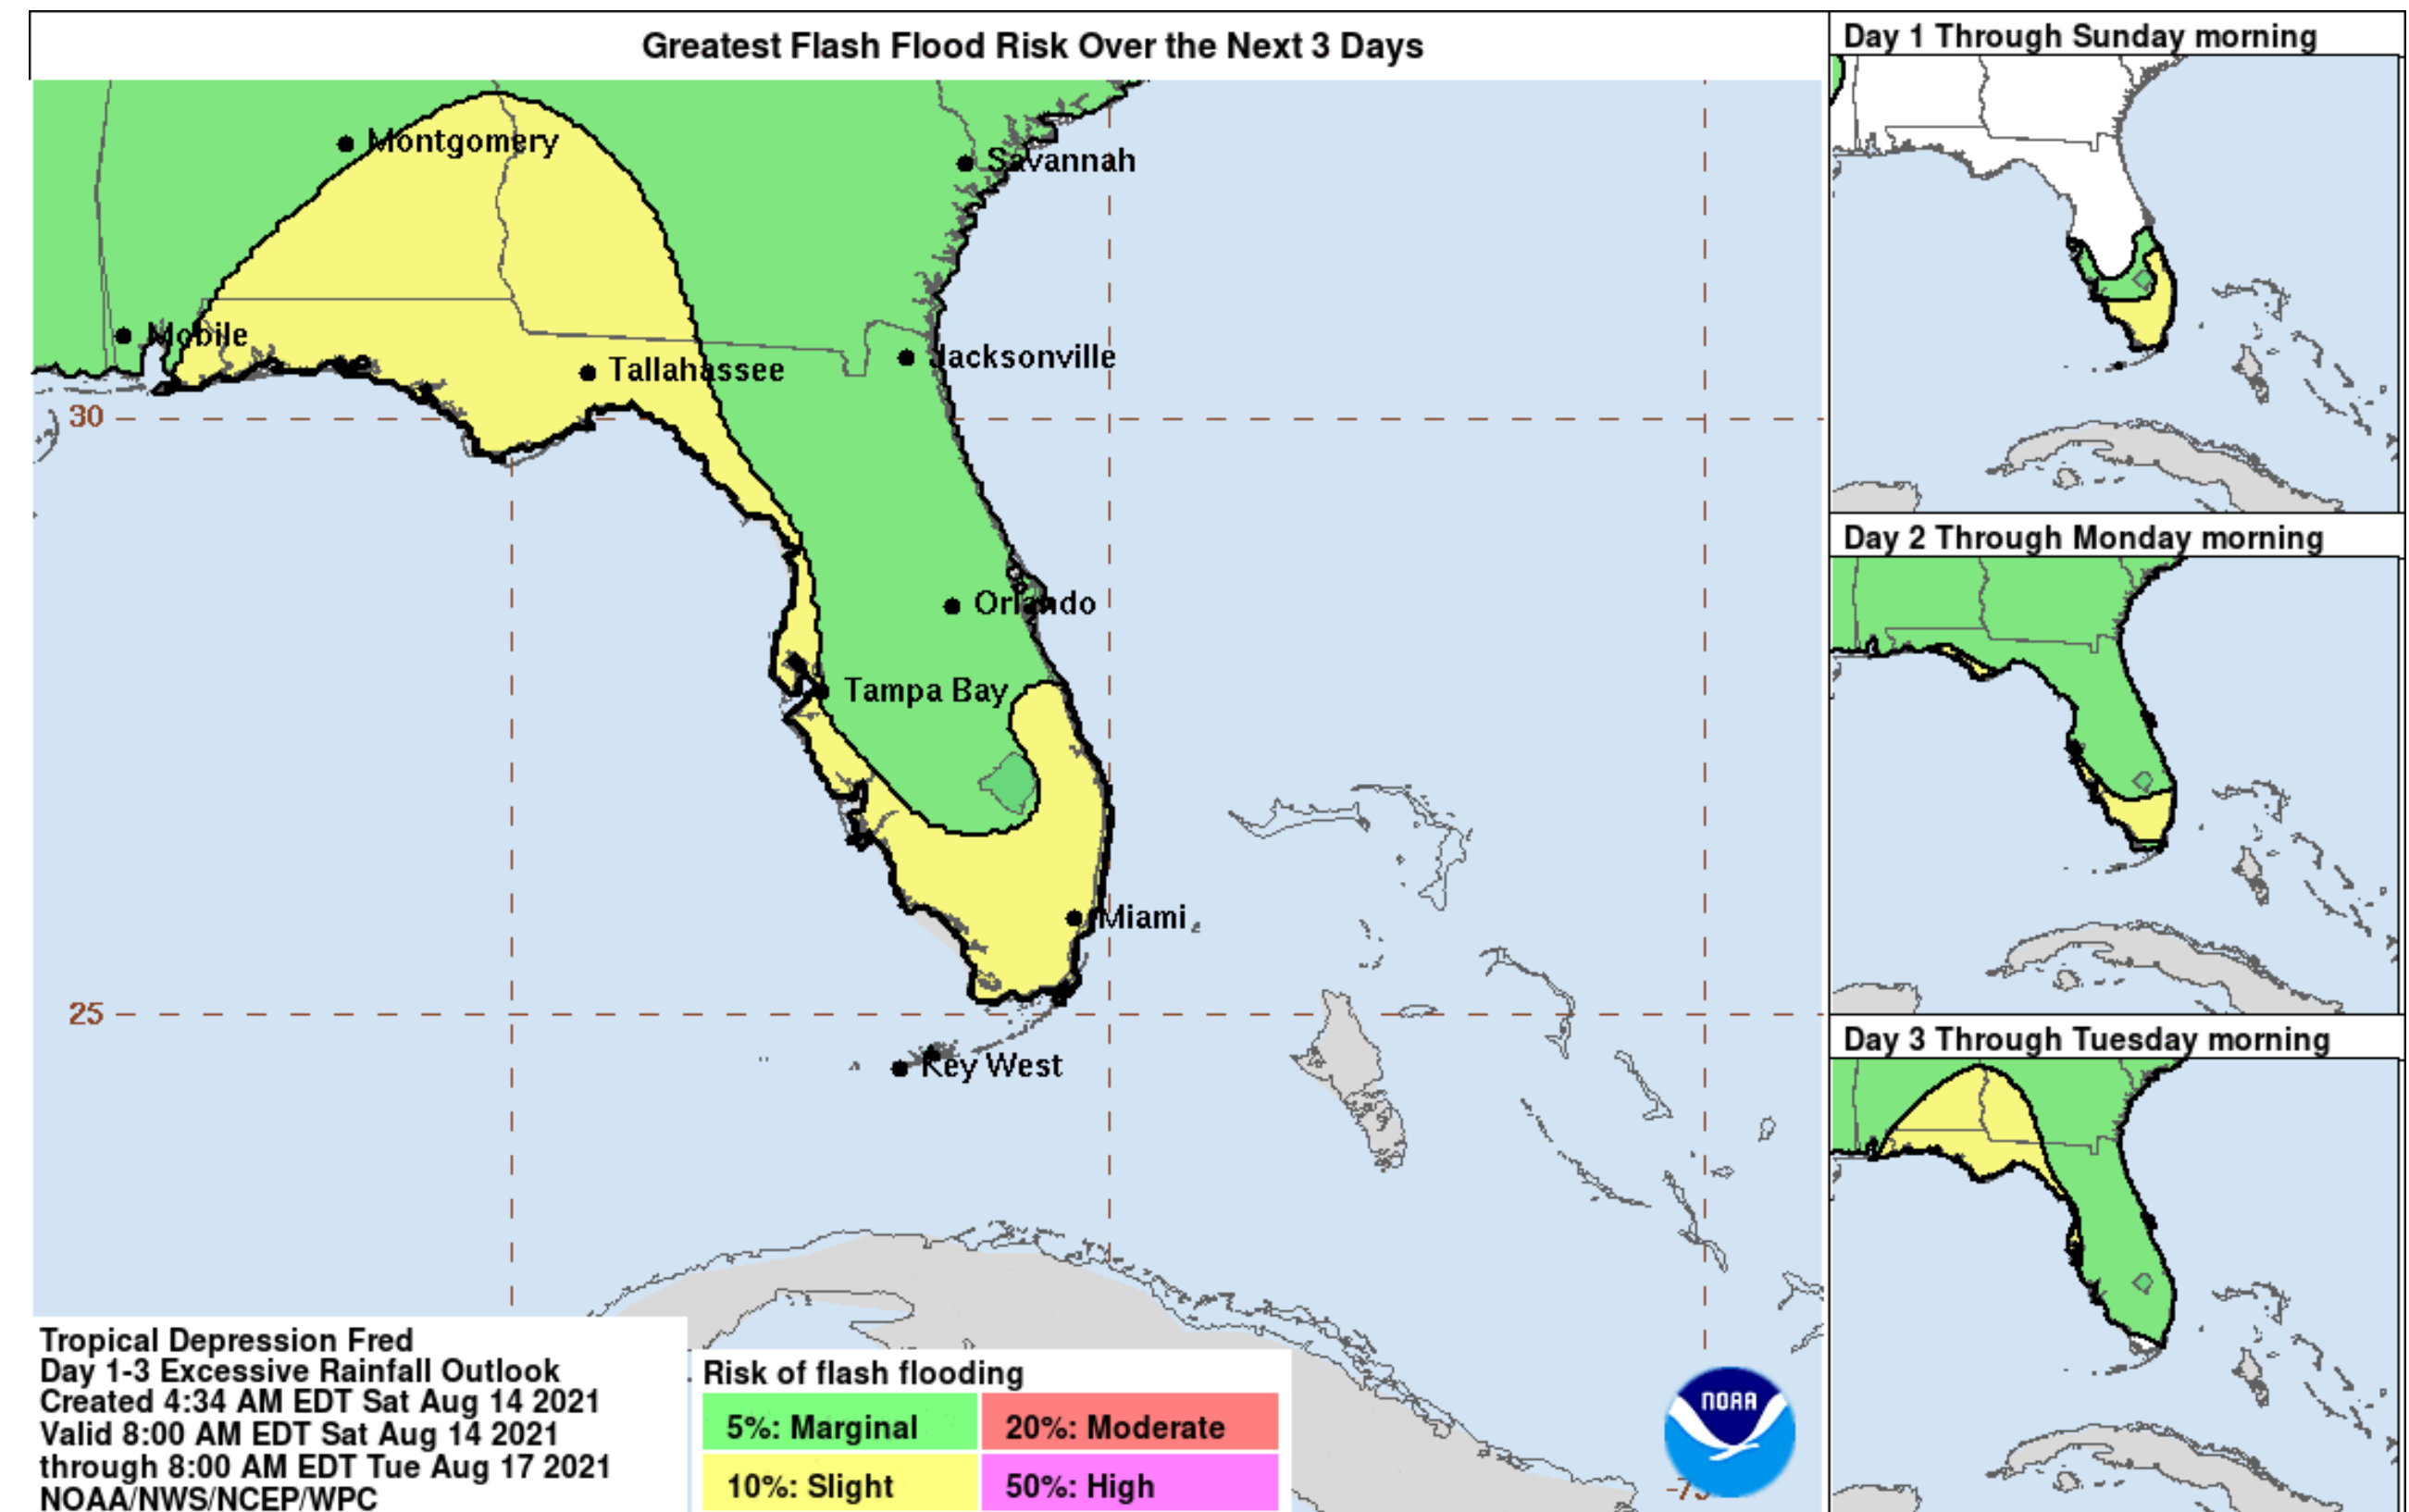 Greatest Flash Flood Risk Over the Next 3 Days
Montgomery
Savannah
Mobile
Tallahassee
Jacksonville
30
Orlando
Tampa Bay
Miami
25
Key West
Tropical Depression Fred
Day 1-3 Excessive Rainfall Outlook
Created 4:34 AM EDT Sat Aug 14 2021
Valid 8:00 AM EDT Sat Aug 14 2021
through 8:00 AM EDT Tue Aug 17 2021
NOAA/NWS/NCEP/WPC
Risk of flash flooding
5%: Marginal
20%: Moderate
10%: Slight
50%: High
NOAA
Day 1 Through Sunday morning
Day 2 Through Monday morning
Day 3 Through Tuesday morning